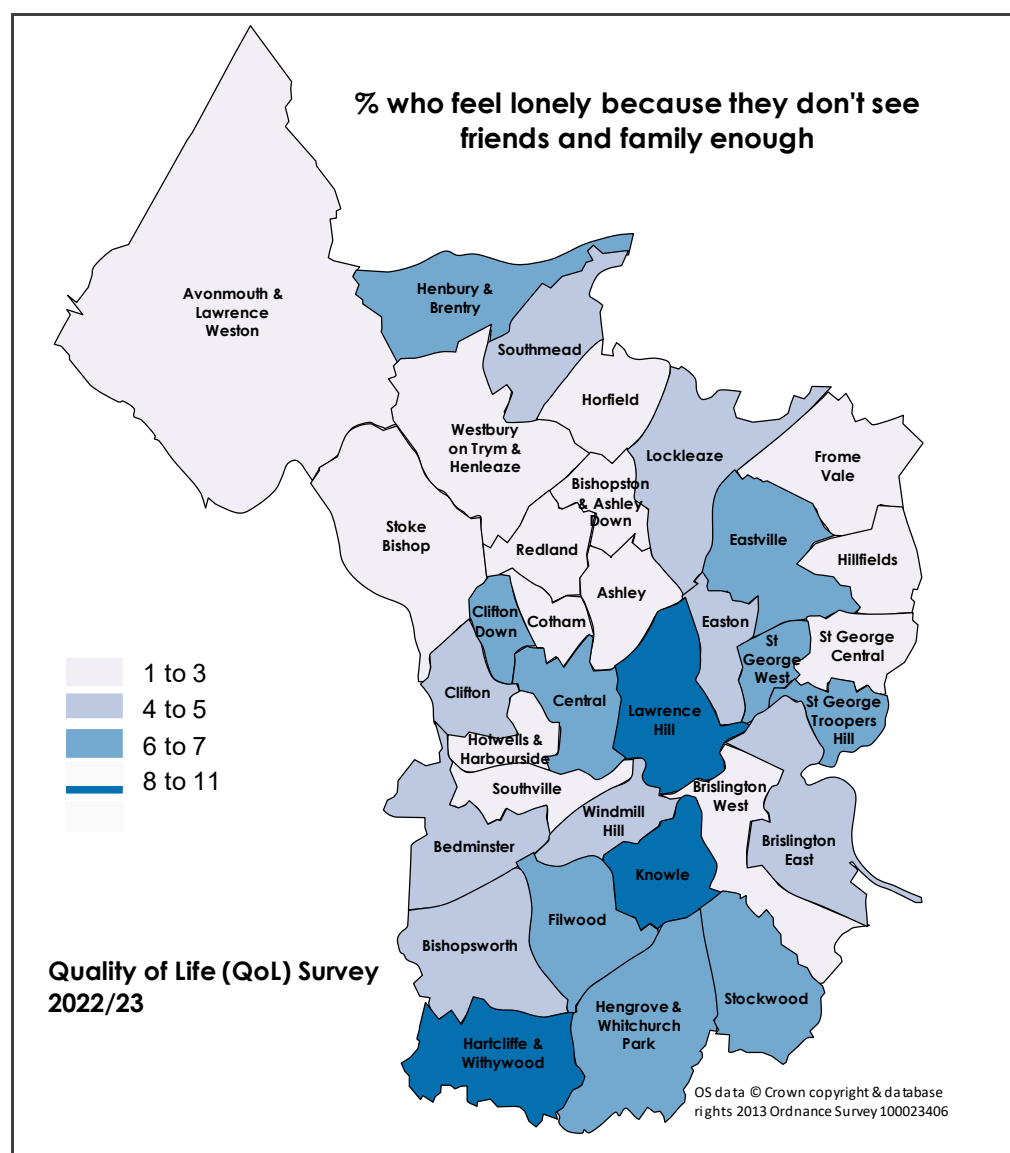 % who feel lonely because they don't see
friends and family enough
Avonmouth &
Lawrence
Weston
Henbury &
Brentry
Southmead
Horfield
Westbury
on Trym &
Henleaze
Lockleaze
Frome
Vale
Bishopston
& Ashley
Down
Stoke
Bishop
Redland
Eastville
Hillfields
Ashley
Clifton
Down
Cotham
Easton
St George
Central
St
George
West
Clifton
Central
Lawrence
Hill
St George
Troopers
Hill
1 to 3
4 to 5
6 to 7
8 to 11
Hotwells &
Harbourside
Southville
Brislington
West
Windmill
Hill
Bedminster
Brislington
East
Knowle
Filwood
Bishopsworth
Quality of Life (QoL) Survey
2022/23
Stockwood
Hengrove &
Whitchurch
Park
Hartcliffe &
Withywood
OS data © Crown copyright & database
rights 2013 Ordnance Survey 100023406